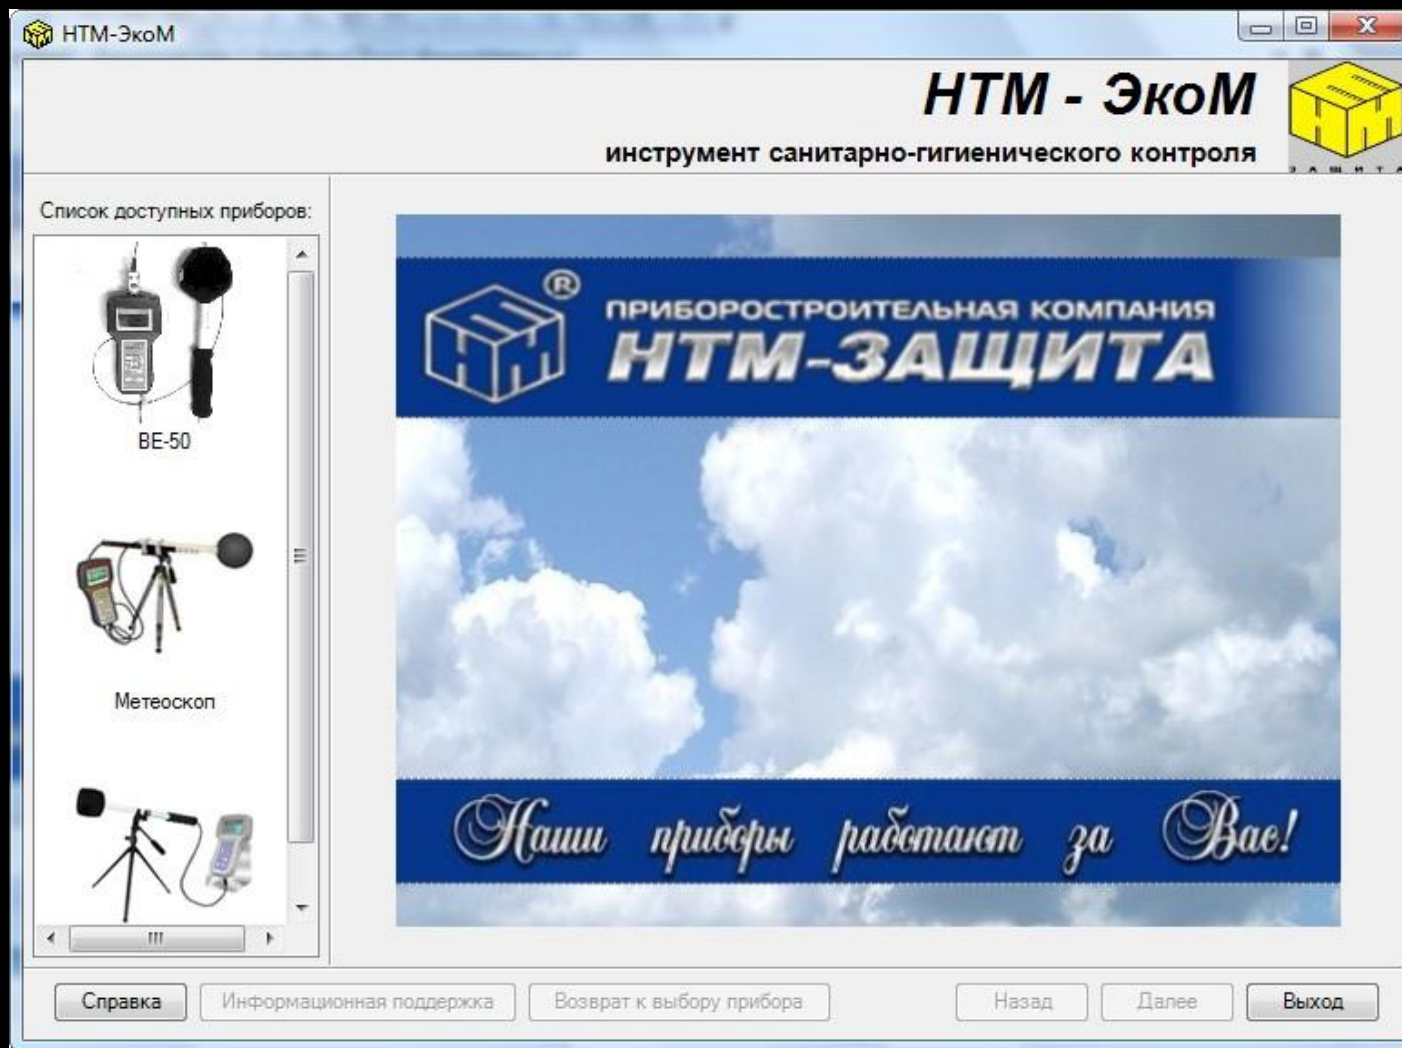 НТМ-ЭкоМ
НТМ - ЭкоМ
инструмент санитарно-гигиенического контроля
ЗАЩИТА
Список доступных приборов:
ВЕ-50
Метеоскоп
®
ПРИБОРОСТРОИТЕЛЬНАЯ КОМПАНИЯ
НТМ-ЗАЩИТА
Наши приборы работают за Вас!
Справка
Информационная поддержка
Возврат к выбору прибора
Назад
Далее
Выход